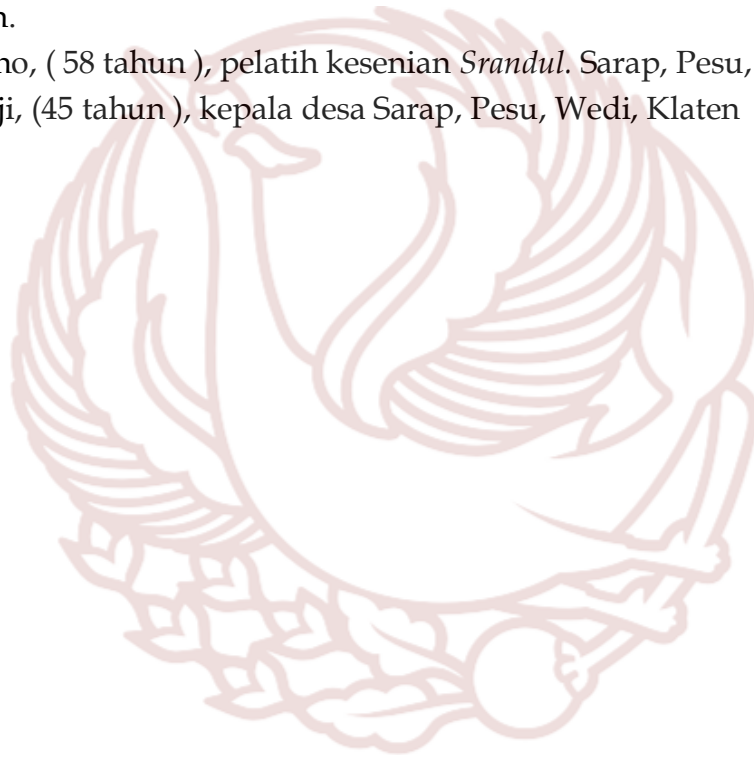 n.
no, ( 58 tahun ), pelatih kesenian Srandul. Sarap, Pesu,
ji, (45 tahun ), kepala desa Sarap, Pesu, Wedi, Klaten